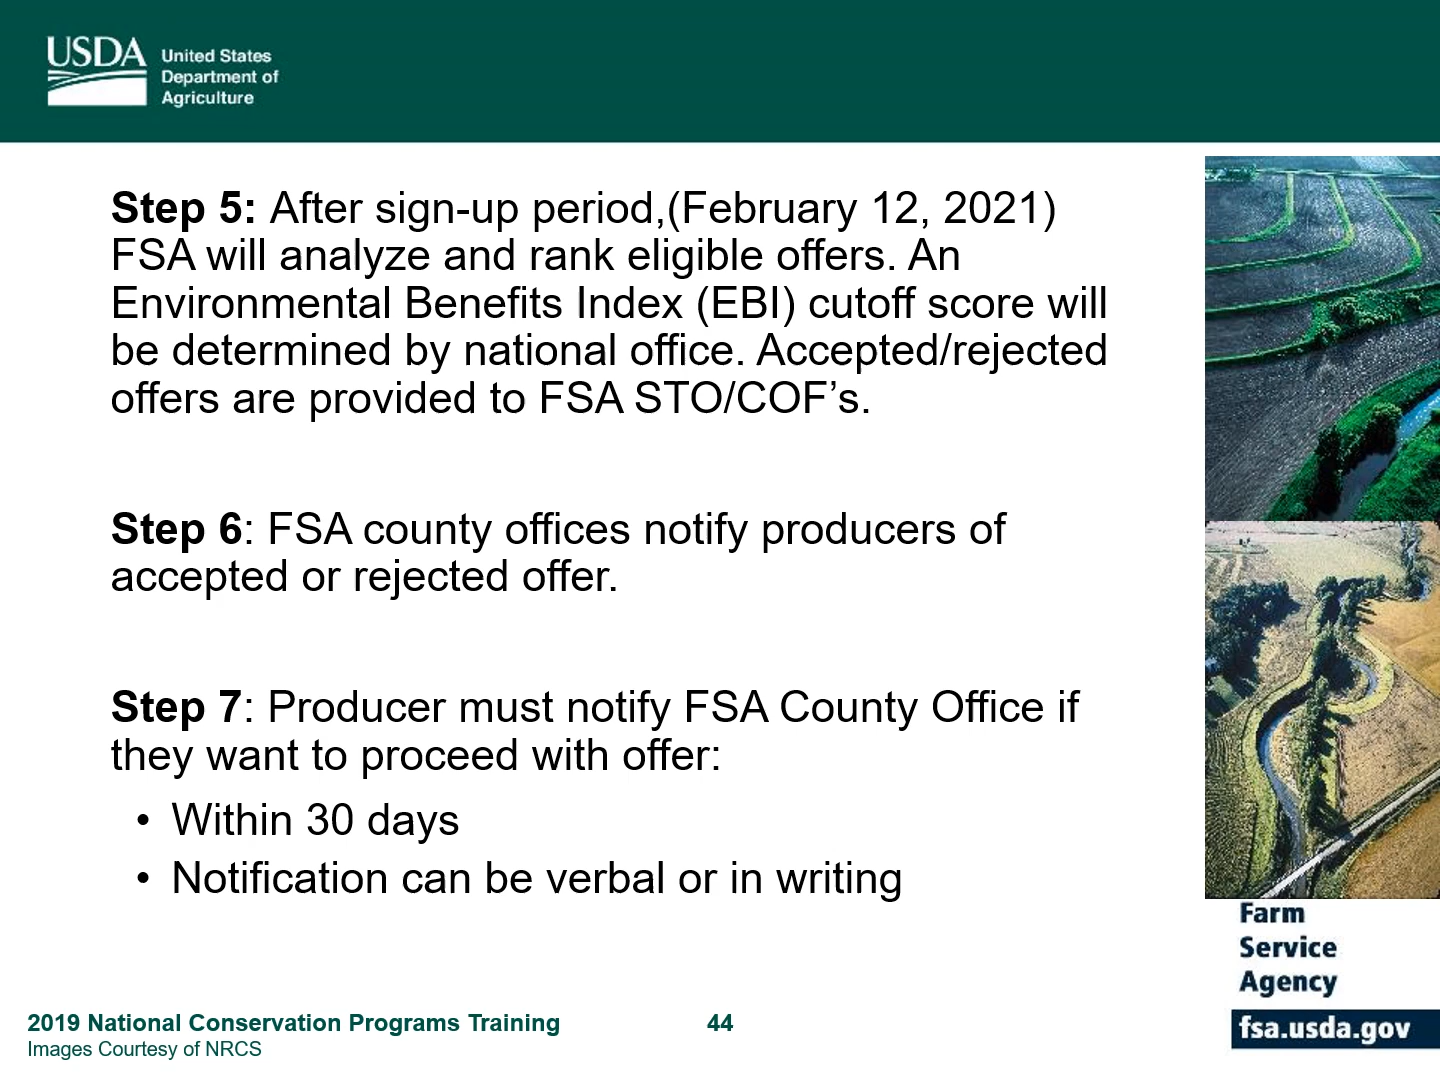 USDA
United States
Department of
Agriculture
Step 5: After sign-up period,(February 12, 2021)
FSA will analyze and rank eligible offers. An
Environmental Benefits Index (EBI) cutoff score will
be determined by national office. Accepted/rejected
offers are provided to FSA STO/COF’s.
Step 6: FSA county offices notify producers of
accepted or rejected offer.
Step 7: Producer must notify FSA County Office if
they want to proceed with offer:
• Within 30 days
• Notification can be verbal or in writing
Farm
Service
Agency
fsa.usda.gov
2019 National Conservation Programs Training
44
Images Courtesy of NRCS